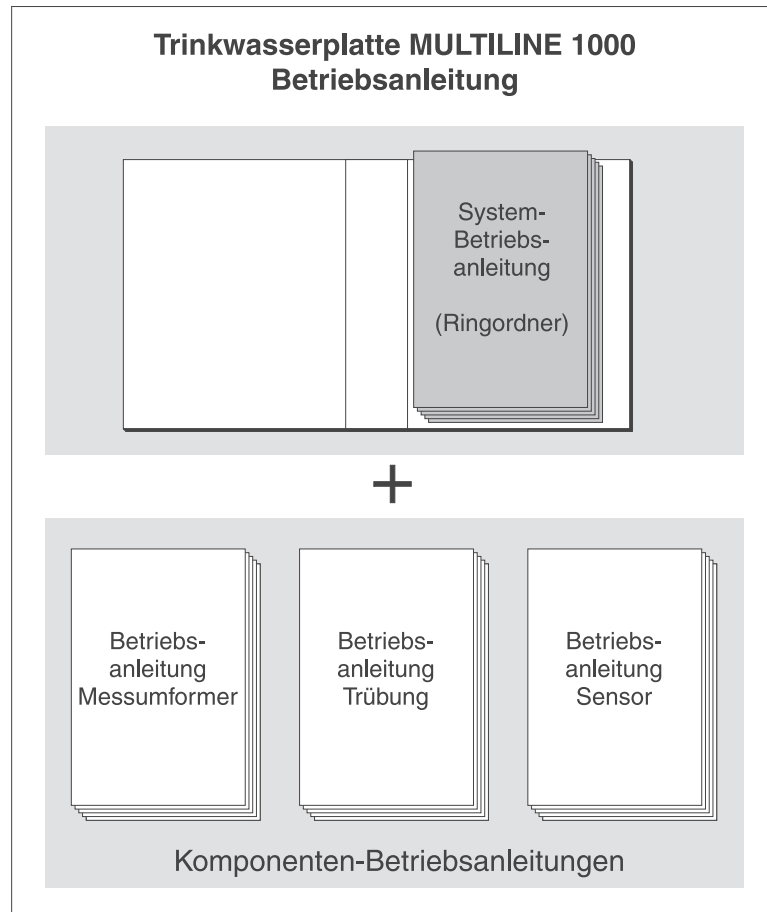 Trinkwasserplatte MULTILINE 1000
Betriebsanleitung
System-
Betriebs-
anleitung
(Ringordner)
+
Betriebs-
anleitung
Messumformer
Betriebs-
anleitung
Trübung
Betriebs-
anleitung
Sensor
Komponenten-Betriebsanleitungen